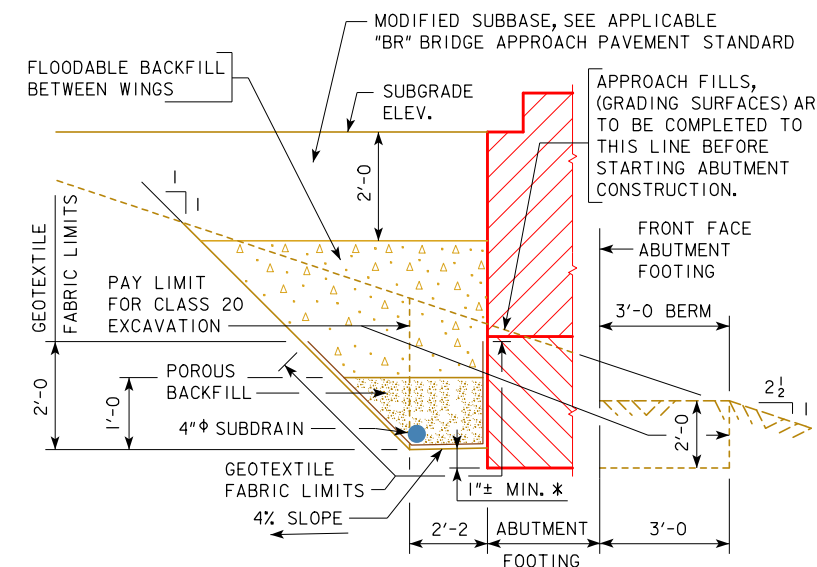 MODIFIED SUBBASE, SEE APPLICABLE
"BR" BRIDGE APPROACH PAVEMENT STANDARD
FLOODABLE BACKFILL
BETWEEN WINGS
SUBGRADE
ELEV.
APPROACH FILLS,
(GRADING SURFACES) AR
TO BE COMPLETED TO
THIS LINE BEFORE
STARTING ABUTMENT
CONSTRUCTION.
1
1
2'-0
GEOTEXTILE
FABRIC LIMITS
FRONT FACE
ABUTMENT
FOOTING
PAY LIMIT
FOR CLASS 20
EXCAVATION
3'-0 BERM
POROUS
BACKFILL
2'-0
1'-0
2 1/2
1
2'-0
4"Φ SUBDRAIN
GEOTEXTILE
FABRIC LIMITS
1"± MIN. *
4% SLOPE
2'-2
ABUTMENT
FOOTING
3'-0